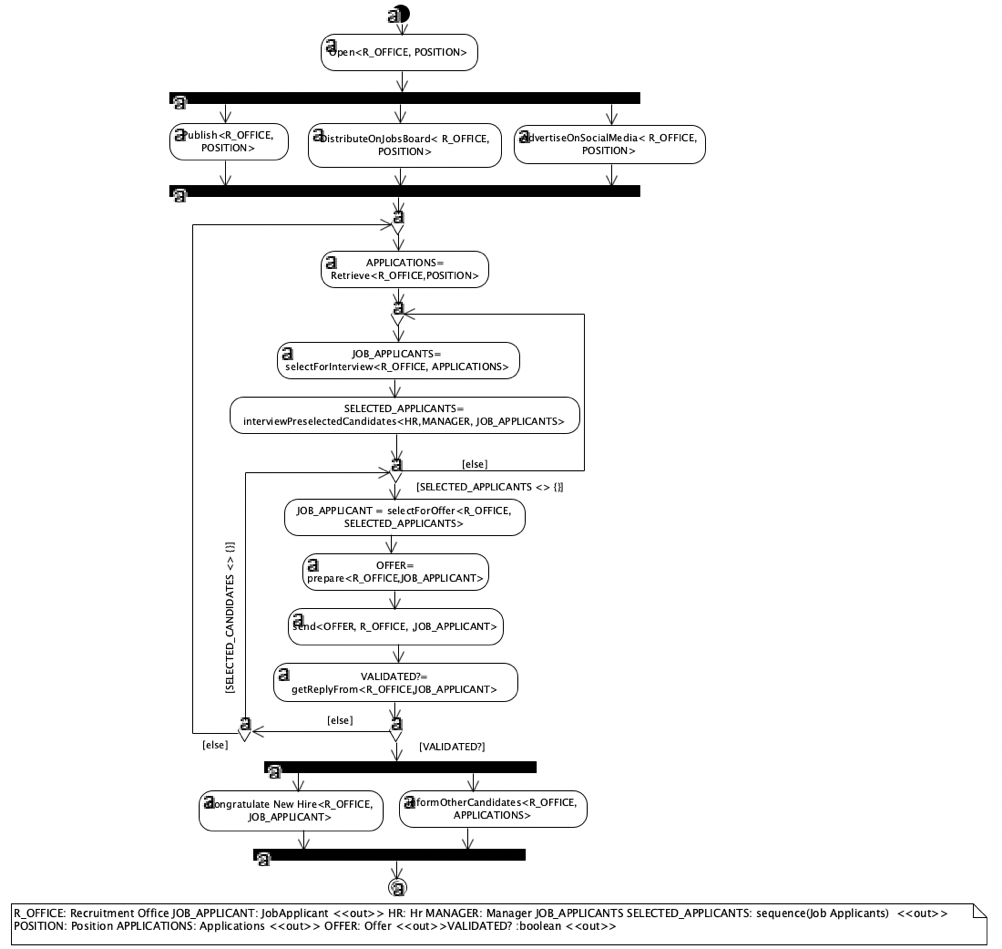 Open<R_OFFICE, POSITION>
Publish<R_OFFICE,
POSITION>
DistributeOnJobsBoard< R_OFFICE,
POSITION>
AdvertiseOnSocialMedia< R_OFFICE,
POSITION>
APPLICATIONS=
Retrieve<R_OFFICE,POSITION>
JOB_APPLICANTS=
selectForInterview<R_OFFICE, APPLICATIONS>
SELECTED_APPLICANTS=
interviewPreselectedCandidates<HR,MANAGER, JOB_APPLICANTS>
[else]
[SELECTED_APPLICANTS <> {}]
JOB_APPLICANT = selectForOffer<R_OFFICE,
SELECTED_APPLICANTS>
[SELECTED_CANDIDATES <> {}]
OFFER=
prepare<R_OFFICE,JOB_APPLICANT>
send<OFFER, R_OFFICE, ,JOB_APPLICANT>
VALIDATED?=
getReplyFrom<R_OFFICE,JOB_APPLICANT>
[else]
[else]
[VALIDATED?]
Congratulate New Hire<R_OFFICE,
JOB_APPLICANT>
InformOtherCandidates<R_OFFICE,
APPLICATIONS>
R_OFFICE: Recruitment Office JOB_APPLICANT: JobApplicant <<out>> HR: Hr MANAGER: Manager JOB_APPLICANTS SELECTED_APPLICANTS: sequence(Job Applicants)  <<out>>
POSITION: Position APPLICATIONS: Applications <<out>> OFFER: Offer <<out>>VALIDATED? :boolean <<out>>